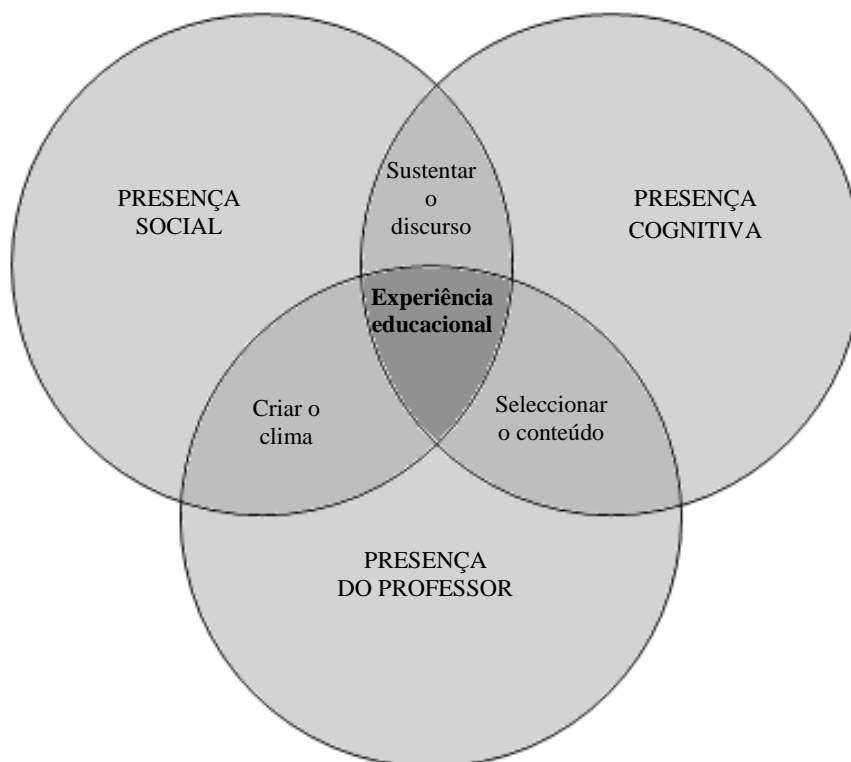 Sustentar
o
discurso
PRESENÇA
SOCIAL
PRESENÇA
COGNITIVA
Experiência
educacional
Criar o
clima
Seleccionar
o conteúdo
PRESENÇA
DO PROFESSOR